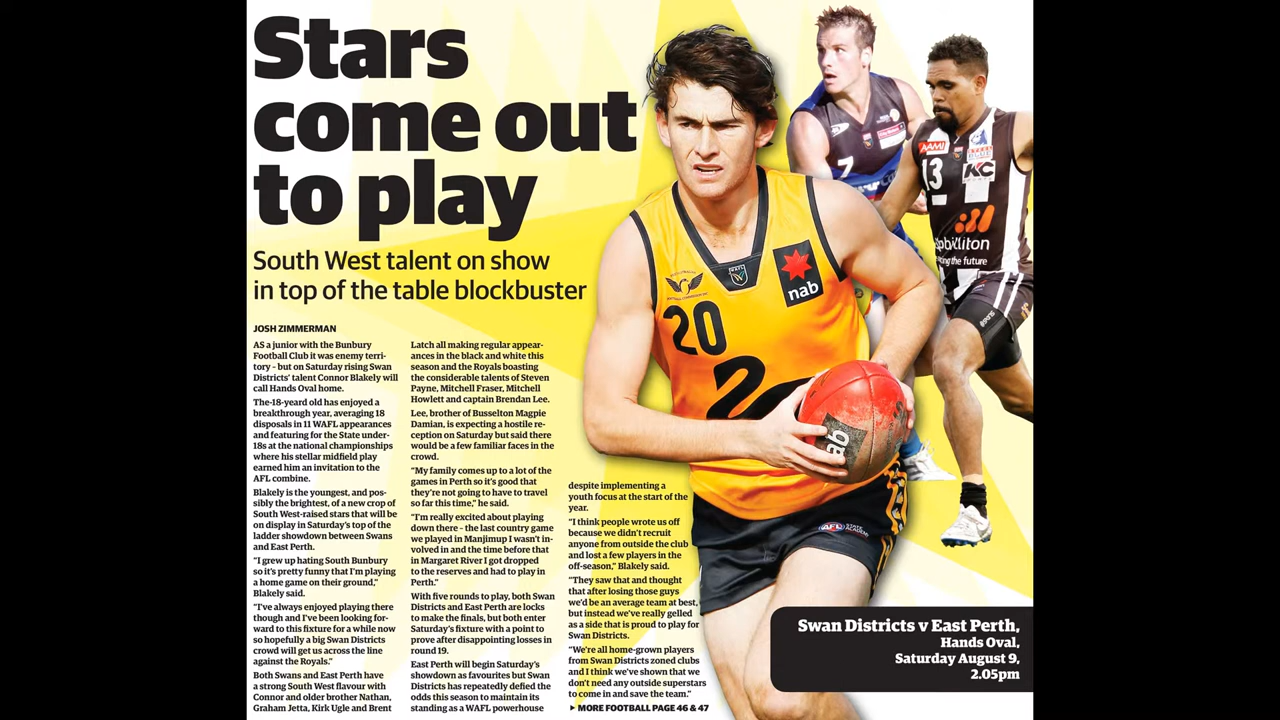 Stars
come out
to play
South West talent on show
in top of the table blockbuster
JOSH ZIMMERMAN
AS a junior with the Bunbury
Football Club it was enemy terri-
tory – but on Saturday rising Swan
Districts' talent Connor Blakely will
call Hands Oval home.
The-18-yeard old has enjoyed a
breakthrough year, averaging 18
disposals in 11 WAFL appearances
and featuring for the State under-
18s at the national championships
where his stellar midfield play
earned him an invitation to the
AFL combine.
Blakely is the youngest, and pos-
sibly the brightest, of a new crop of
South West-raised stars that will be
on display in Saturday's top of the
ladder showdown between Swans
and East Perth.
"I grew up hating South Bunbury
so it's pretty funny that I'm playing
a home game on their ground,"
Blakely said.
"I've always enjoyed playing there
though and I've been looking for-
ward to this fixture for a while now
so hopefully a big Swan Districts
crowd will get us across the line
against the Royals."
Both Swans and East Perth have
a strong South West flavour with
Connor and older brother Nathan,
Graham Jetta, Kirk Ugle and Brent
Latch all making regular appear-
ances in the black and white this
season and the Royals boasting
the considerable talents of Steven
Payne, Mitchell Fraser, Mitchell
Howlett and captain Brendan Lee.
Lee, brother of Busselton Magpie
Damian, is expecting a hostile re-
ception on Saturday but said there
would be a few familiar faces in the
crowd.
"My family comes up to a lot of the
games in Perth so it's good that
they're not going to have to travel
so far this time," he said.
"I'm really excited about playing
down there – the last country game
we played in Manjimup I wasn't in-
volved in and the time before that
in Margaret River I got dropped
to the reserves and had to play in
Perth."
With five rounds to play, both Swan
Districts and East Perth are locks
to make the finals, but both enter
Saturday's fixture with a point to
prove after disappointing losses in
round 19.
East Perth will begin Saturday's
showdown as favourites but Swan
Districts has repeatedly defied the
odds this season to maintain its
standing as a WAFL powerhouse
despite implementing a
youth focus at the start of the
year.
"I think people wrote us off
because we didn't recruit
anyone from outside the club
and lost a few players in the
off-season," Blakely said.
"They saw that and thought
that after losing those guys
we'd be an average team at best,
but instead we've really gelled
as a side that is proud to play for
Swan Districts.
"We're all home-grown players
from Swan Districts zoned clubs
and I think we've shown that we
don't need any outside superstars
to come in and save the team."
▶ MORE FOOTBALL PAGE 46 & 47
WAFL
nab
20
2
ab
AFL
7
AAMI
13
KC
bhpbilliton
the future
Swan Districts v East Perth,
Hands Oval,
Saturday August 9,
2.05pm